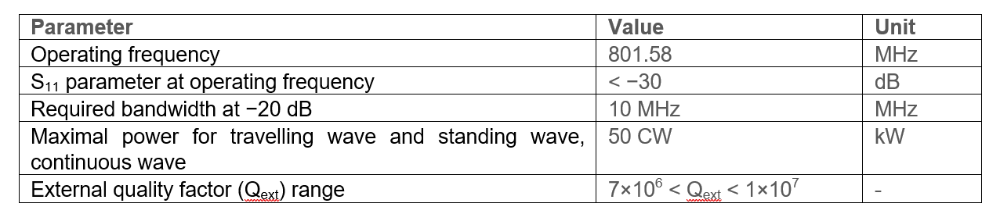 Parameter Value Unit
Operating frequency 801.58 MHz
S₁₁ parameter at operating frequency < −30 dB
Required bandwidth at −20 dB 10 MHz MHz
Maximal power for travelling wave and standing wave, 50 CW kW
continuous wave
External quality factor (Qext) range 7×10⁶ < Qext < 1×10⁷ -